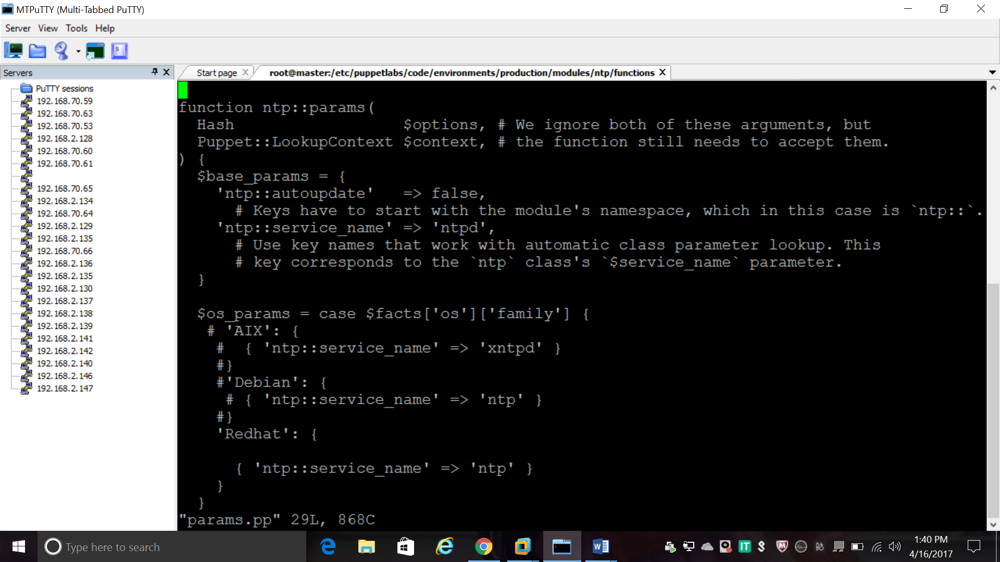 MTPuTTY (Multi-Tabbed PuTTY)
Server View Tools Help
Servers
PuTTY sessions
192.168.70.59
192.168.70.63
192.168.70.53
192.168.2.128
192.168.70.60
192.168.70.61
192.168.70.65
192.168.2.134
192.168.70.64
192.168.2.129
192.168.2.135
192.168.70.66
192.168.2.136
192.168.2.135
192.168.2.130
192.168.2.137
192.168.2.138
192.168.2.139
192.168.2.141
192.168.2.142
192.168.2.140
192.168.2.146
192.168.2.147
Start page
root@master:/etc/puppetlabs/code/environments/production/modules/ntp/functions
function ntp::params(
  Hash                  $options, # We ignore both of these arguments, but
  Puppet::LookupContext $context, # the function still needs to accept them.
) {
  $base_params = {
    'ntp::autoupdate'   => false,
      # Keys have to start with the module's namespace, which in this case is `ntp::`.
    'ntp::service_name' => 'ntpd',
      # Use key names that work with automatic class parameter lookup. This
      # key corresponds to the `ntp` class's `$service_name` parameter.
  }
  $os_params = case $facts['os']['family'] {
   # 'AIX': {
    #  { 'ntp::service_name' => 'xntpd' }
    #}
    #'Debian': {
     # { 'ntp::service_name' => 'ntp' }
    #}
    'Redhat': {
      { 'ntp::service_name' => 'ntp' }
    }
  }
"params.pp" 29L, 868C
Type here to search
1:40 PM
4/16/2017